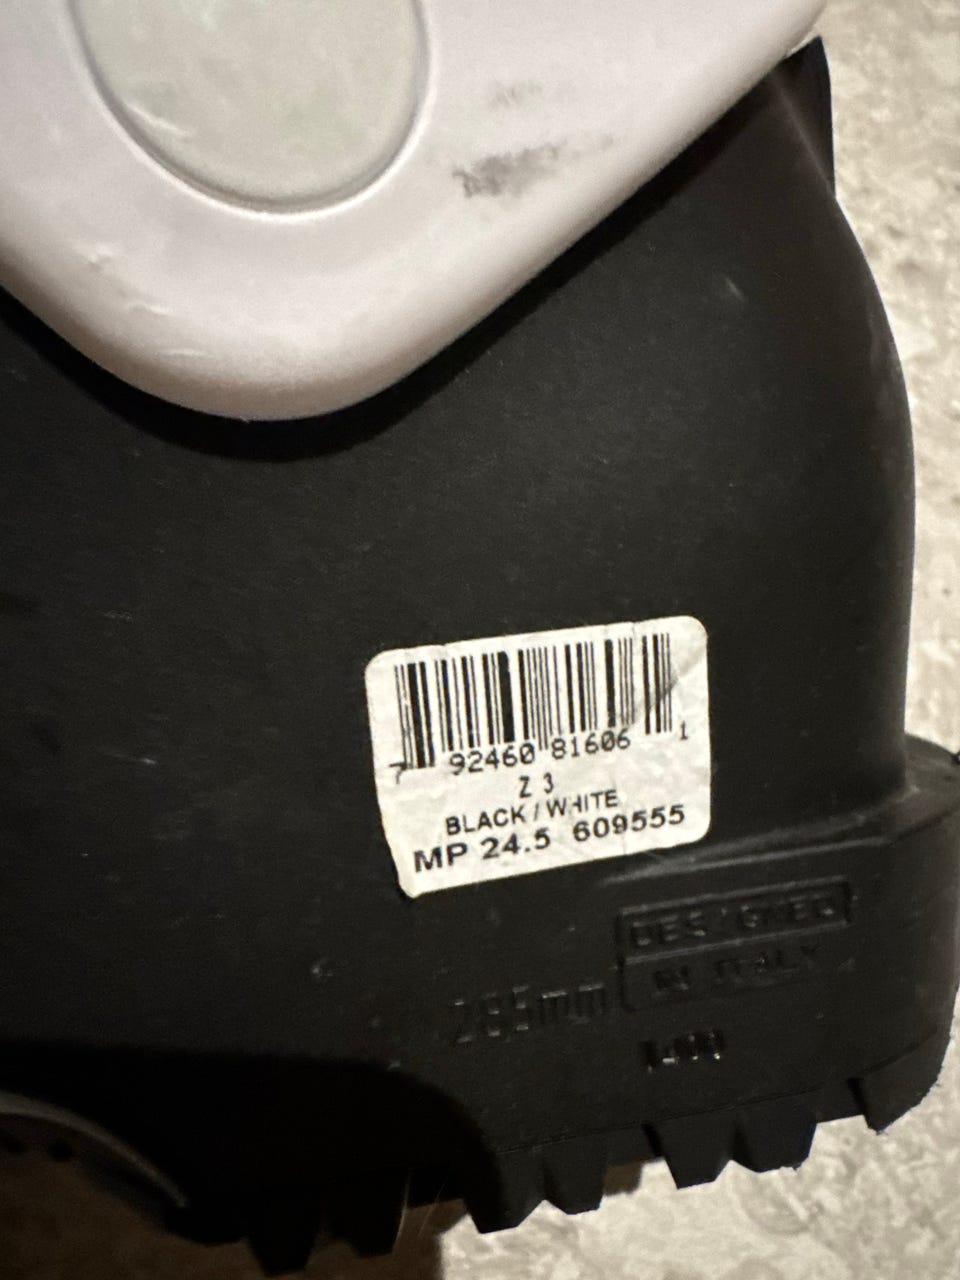 7 92460 81606 1
Z 3
BLACK / WHITE
MP 24.5 609555
DESIGNED
IN ITALY
285mm